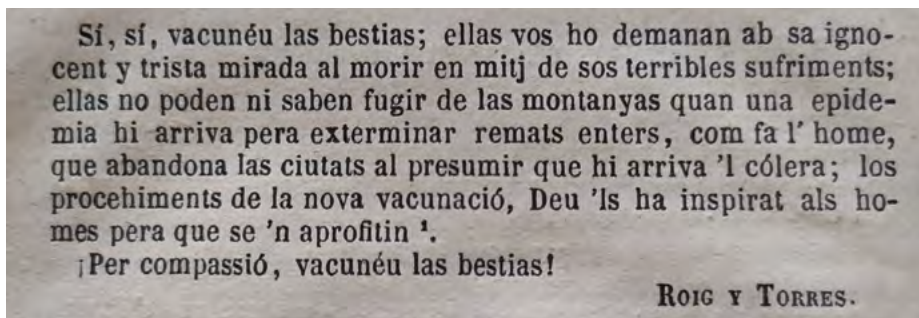 Sí, sí, vacunéu las bestias; ellas vos ho demanan ab sa igno-
cent y trista mirada al morir en mitj de sos terribles sufriments;
ellas no poden ni saben fugir de las montanyas quan una epide-
mia hi arriva pera exterminar remats enters, com fa l' home,
que abandona las ciutats al presumir que hi arriva 'l cólera; los
procehiments de la nova vacunació, Deu 'ls ha inspirat als ho-
mes pera que se 'n aprofitin ¹.
¡Per compassió, vacunéu las bestias!
ROIG Y TORRES.